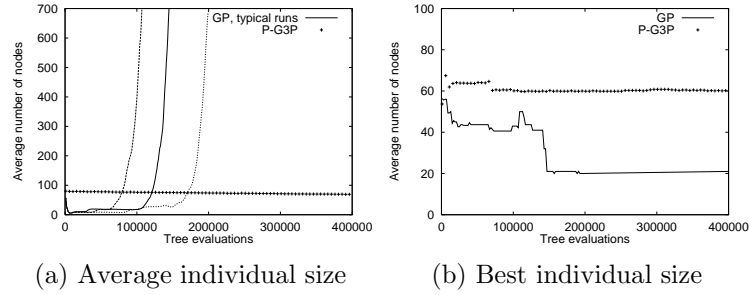 GP, typical runs
P-G3P
700
600
500
400
300
200
100
0
Average number of nodes
0 100000 200000 300000 400000
Tree evaluations
(a) Average individual size
GP
P-G3P
100
80
60
40
20
0
Average number of nodes
0 100000 200000 300000 400000
Tree evaluations
(b) Best individual size